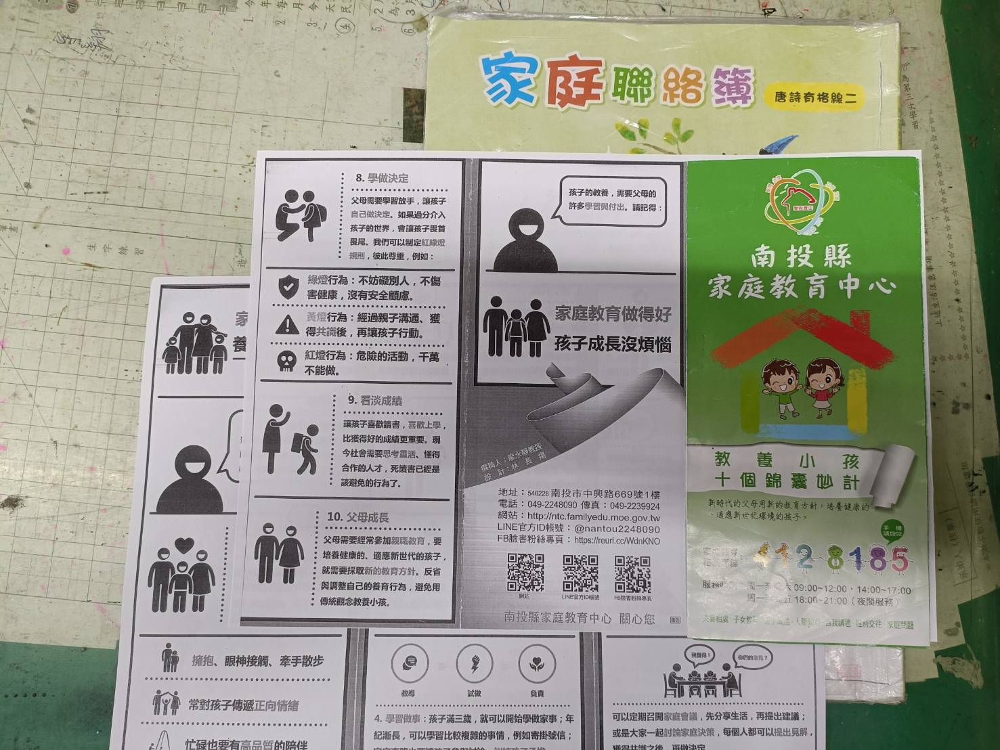 家庭聯絡簿
唐詩有格線二
為第三次學習
生字練習
8. 學做決定
父母需要學習放手，讓孩子
自己做決定。如果過分介入
孩子的世界，會讓孩子畏首
畏尾。我們可以制定紅綠燈
規則，彼此尊重，例如：
綠燈行為：不妨礙別人，不傷
害健康，沒有安全顧慮。
黃燈行為：經過親子溝通、獲
得共識後，再讓孩子行動。
紅燈行為：危險的活動，千萬
不能做。
9. 看淡成績
讓孩子喜歡讀書，喜歡上學，
比獲得好的成績更重要。現
今社會需要思考靈活、懂得
合作的人才，死讀書已經是
該避免的行為了。
10. 父母成長
父母需要經常參加親職教育，要
培養健康的、適應新世代的孩子，
就需要採取新的教育方針。反省
與調整自己的養育行為，避免用
傳統觀念教養小孩。
孩子的教養，需要父母的
許多學習與付出。請記得：
家庭教育做得好
孩子成長沒煩惱
撰稿人：廖永靜教授
設計：林長揚
地址：540228 南投市中興路669號1樓
電話：049-2248090 傳真：049-2239924
網站：http://ntc.familyedu.moe.gov.tw
LINE官方ID帳號：@nantou2248090
FB臉書粉絲專頁：https://reurl.cc/WdnKNO
網站
LINE官方ID帳號
FB臉書粉絲專頁
南投縣家庭教育中心 關心您
廣告
愛與責任
南投縣
家庭教育中心
教養小孩
十個錦囊妙計
新時代的父母用新的教育方針，培養健康的
、適應新世紀環境的孩子。
手機
請加02
412 8185
09:00~12:00，14:00~17:00
18:00~21:00（夜間服務）
家
養
擁抱、眼神接觸、牽手散步
常對孩子傳遞正向情緒
忙碌也要有高品質的陪伴
教導
試做
負責
4. 學習做事：孩子滿三歲，就可以開始學做家事；年
紀漸長，可以學習比較複雜的事情，例如寄掛號信；
我覺得！
你們的意見？
可以定期召開家庭會議，先分享生活，再提出建議；
或是大家一起討論家庭決策，每個人都可以提出見解，
獲得共識之後，再做決定